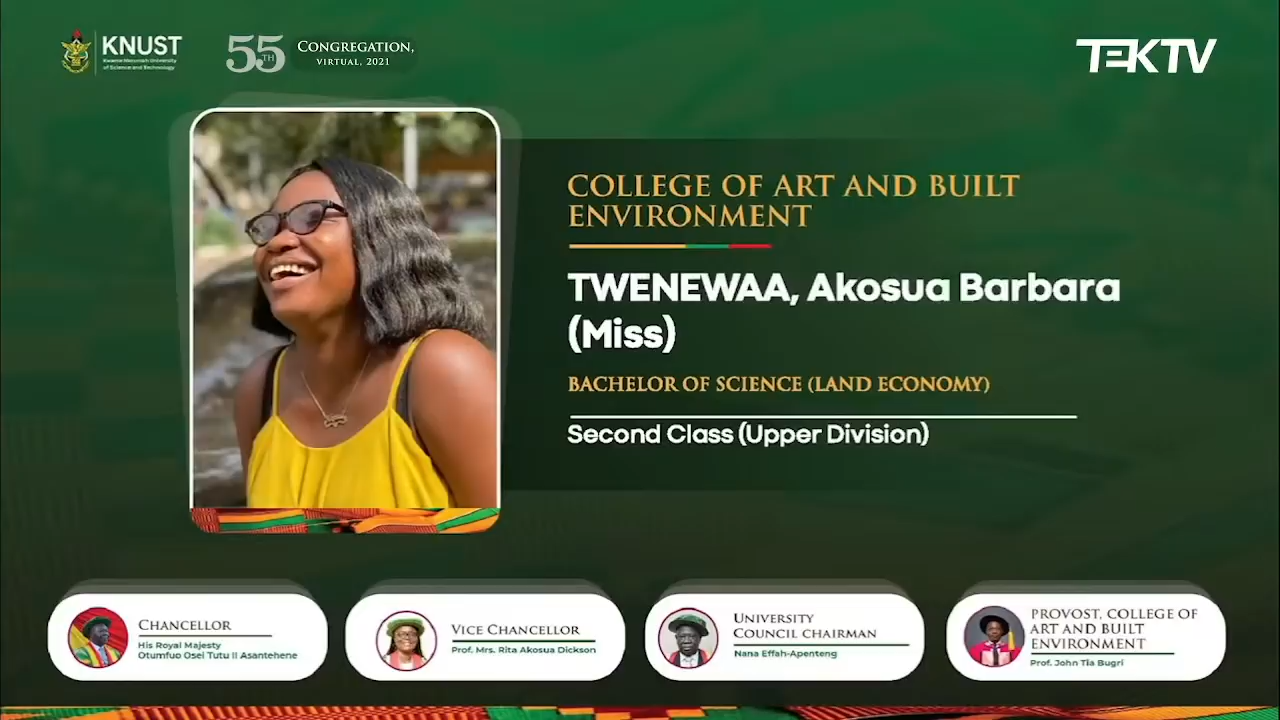 KNUST
Kwame Nkrumah University
of Science and Technology
55TH
CONGREGATION,
VIRTUAL, 2021
TEKTV
COLLEGE OF ART AND BUILT
ENVIRONMENT
TWENEWAA, Akosua Barbara
(Miss)
BACHELOR OF SCIENCE (LAND ECONOMY)
Second Class (Upper Division)
CHANCELLOR
His Royal Majesty
Otumfuo Osei Tutu II Asantehene
VICE CHANCELLOR
Prof. Mrs. Rita Akosua Dickson
UNIVERSITY
COUNCIL CHAIRMAN
Nana Effah-Apenteng
PROVOST, COLLEGE OF
ART AND BUILT
ENVIRONMENT
Prof. John Tia Bugri